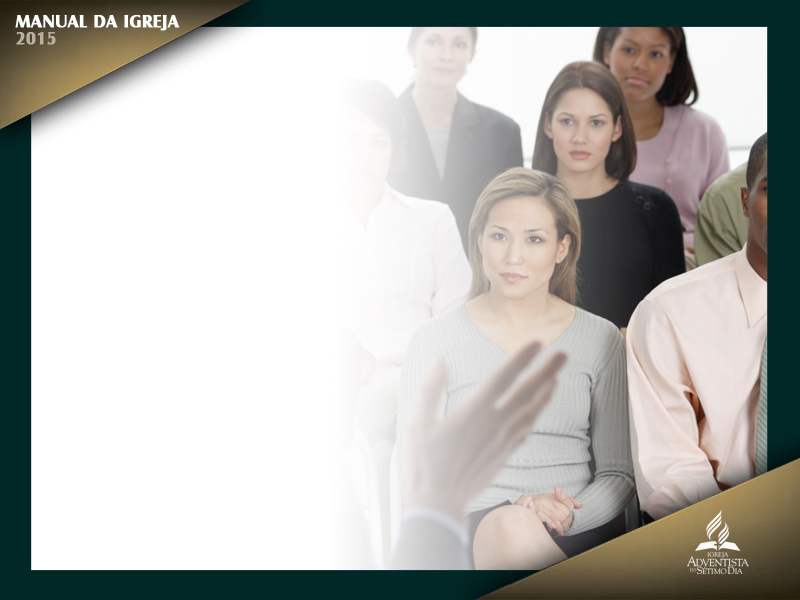 MANUAL DA IGREJA
2015
IGREJA
ADVENTISTA
DO SÉTIMO DIA